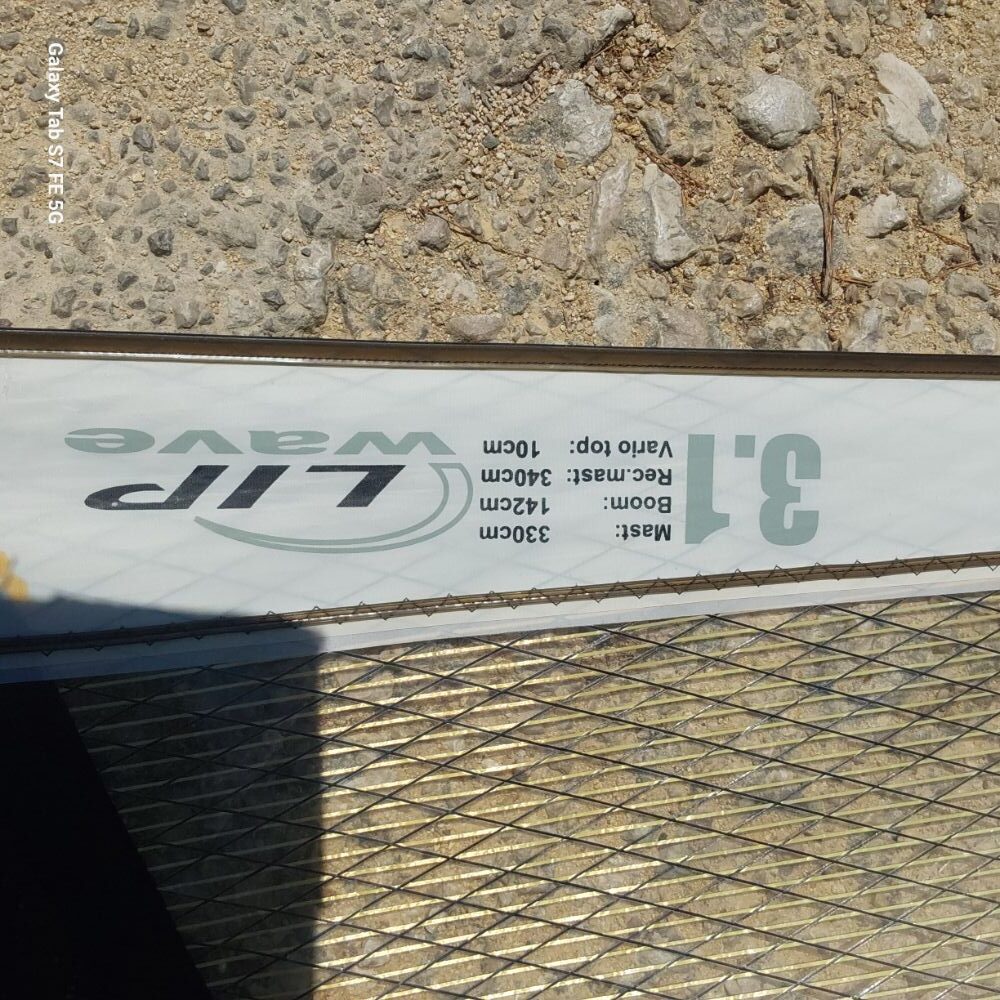 3.1
Mast: 330cm
Boom: 142cm
Rec.mast: 340cm
Vario top: 10cm
LIP
wave
Galaxy Tab S7 FE 5G